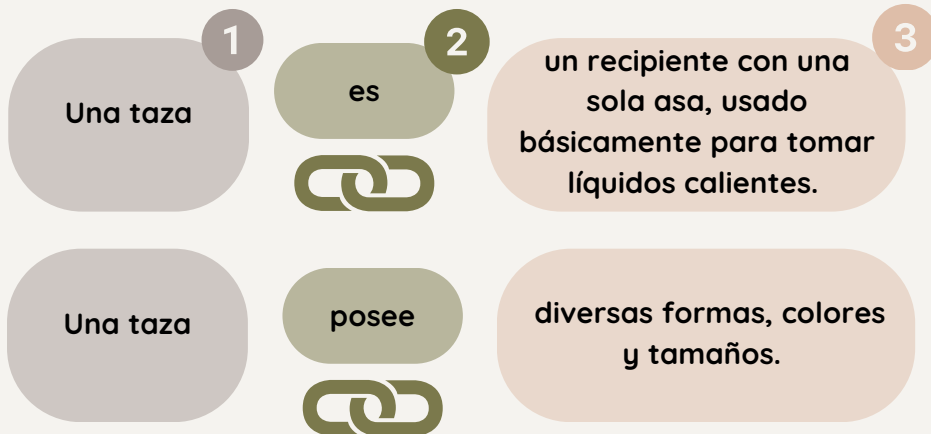 1
2
3
Una taza
es
un recipiente con una
sola asa, usado
básicamente para tomar
líquidos calientes.
Una taza
posee
diversas formas, colores
y tamaños.